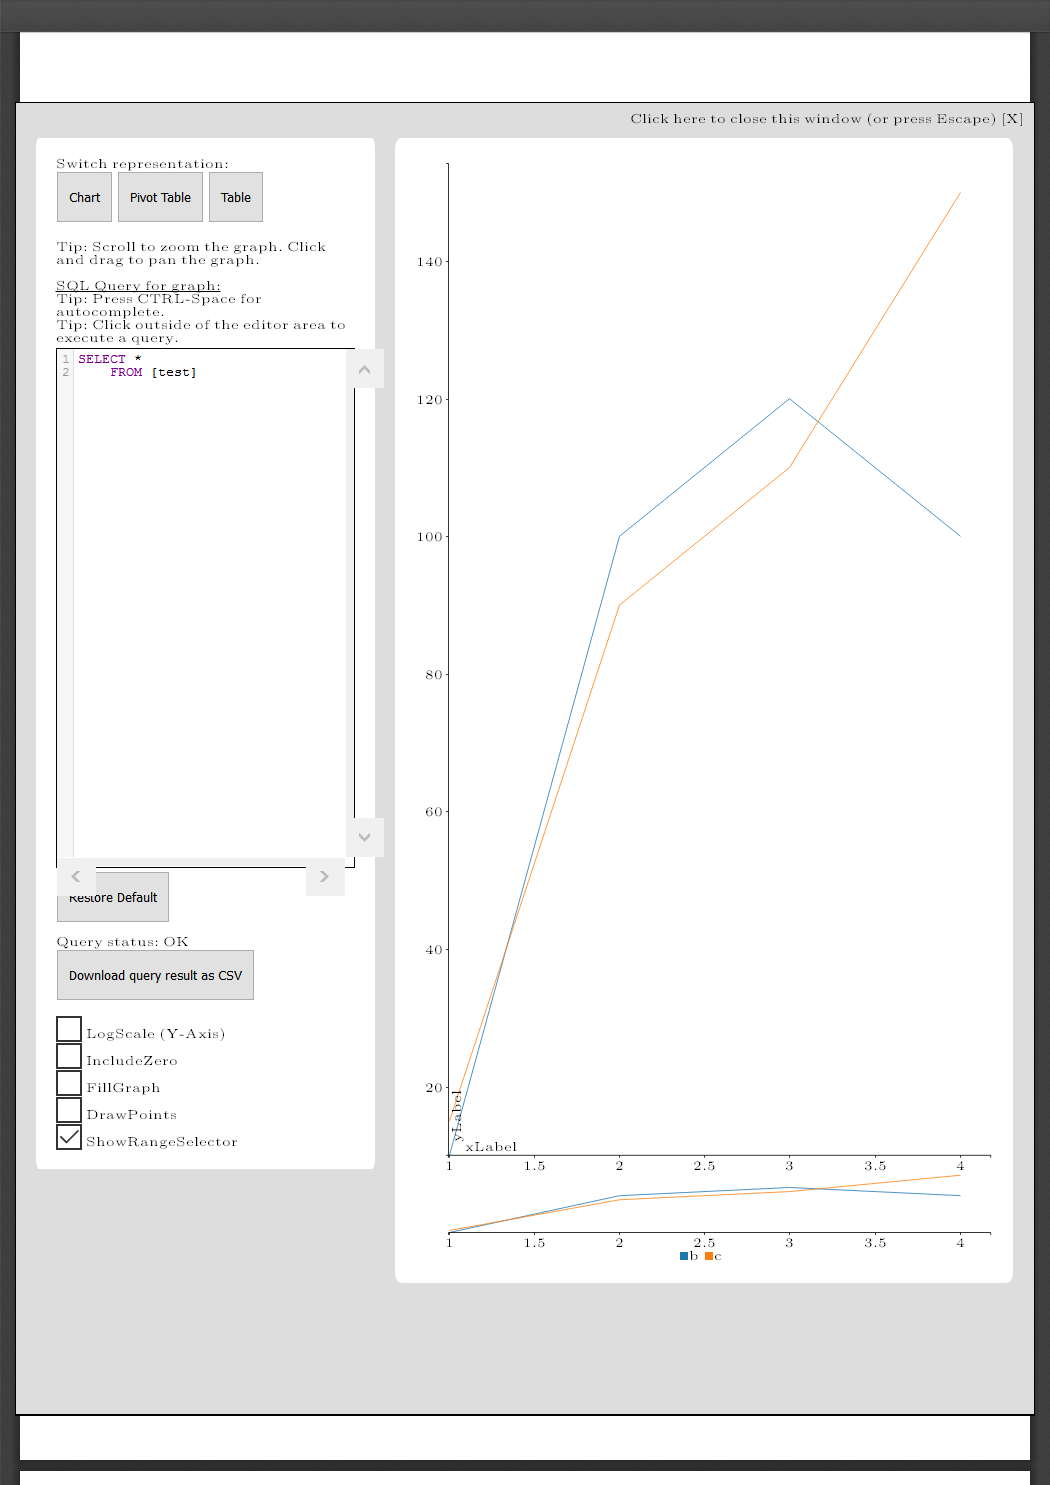 Click here to close this window (or press Escape) [X]
Switch representation:
Chart Pivot Table Table
Tip: Scroll to zoom the graph. Click
and drag to pan the graph.
SQL Query for graph:
Tip: Press CTRL-Space for
autocomplete.
Tip: Click outside of the editor area to
execute a query.
1 SELECT *
2 FROM [test]
Restore Default
Query status: OK
Download query result as CSV
LogScale (Y-Axis)
IncludeZero
FillGraph
DrawPoints
ShowRangeSelector
140
120
100
80
60
40
20
yLabel
xLabel
1 1.5 2 2.5 3 3.5 4
1 1.5 2 2.5 3 3.5 4
b c